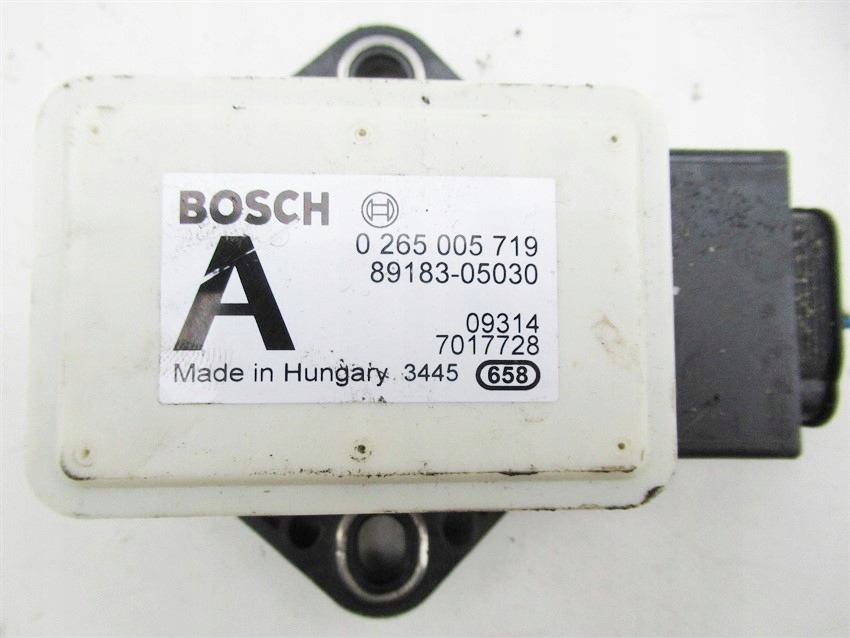 BOSCH
A
0 265 005 719
89183-05030
09314
7017728
Made in Hungary 3445 658